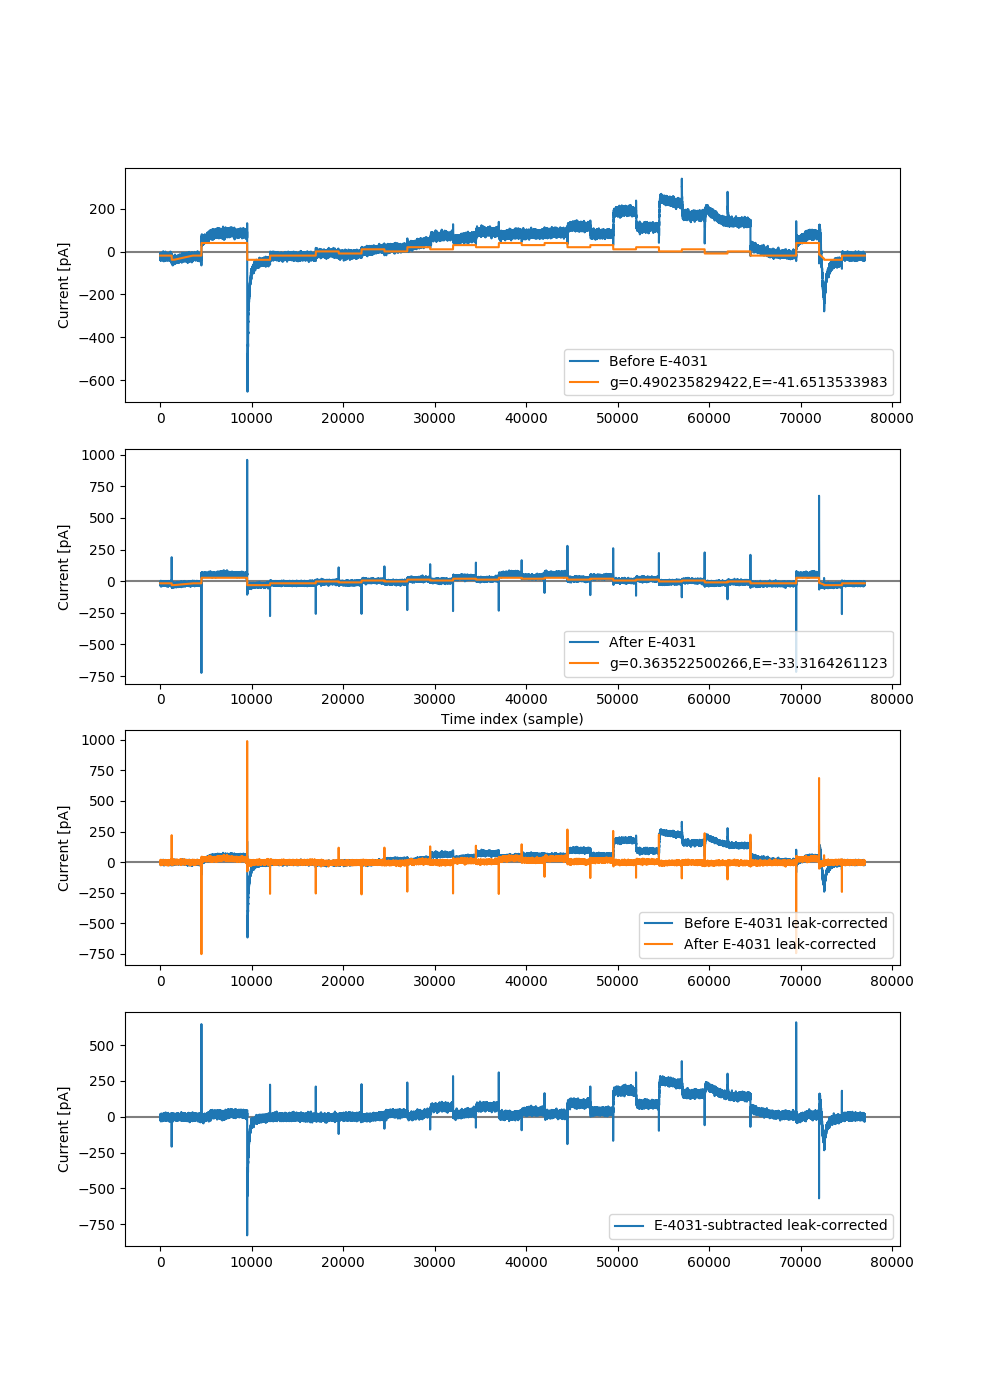 200
0
−200
−400
−600
Current [pA]
Before E-4031
g=0.490235829422,E=-41.6513533983
0 10000 20000 30000 40000 50000 60000 70000 80000
1000
750
500
250
0
−250
−500
−750
Current [pA]
After E-4031
g=0.363522500266,E=-33.3164261123
0 10000 20000 30000 40000 50000 60000 70000 80000
Time index (sample)
1000
750
500
250
0
−250
−500
−750
Current [pA]
Before E-4031 leak-corrected
After E-4031 leak-corrected
0 10000 20000 30000 40000 50000 60000 70000 80000
500
250
0
−250
−500
−750
Current [pA]
E-4031-subtracted leak-corrected
0 10000 20000 30000 40000 50000 60000 70000 80000